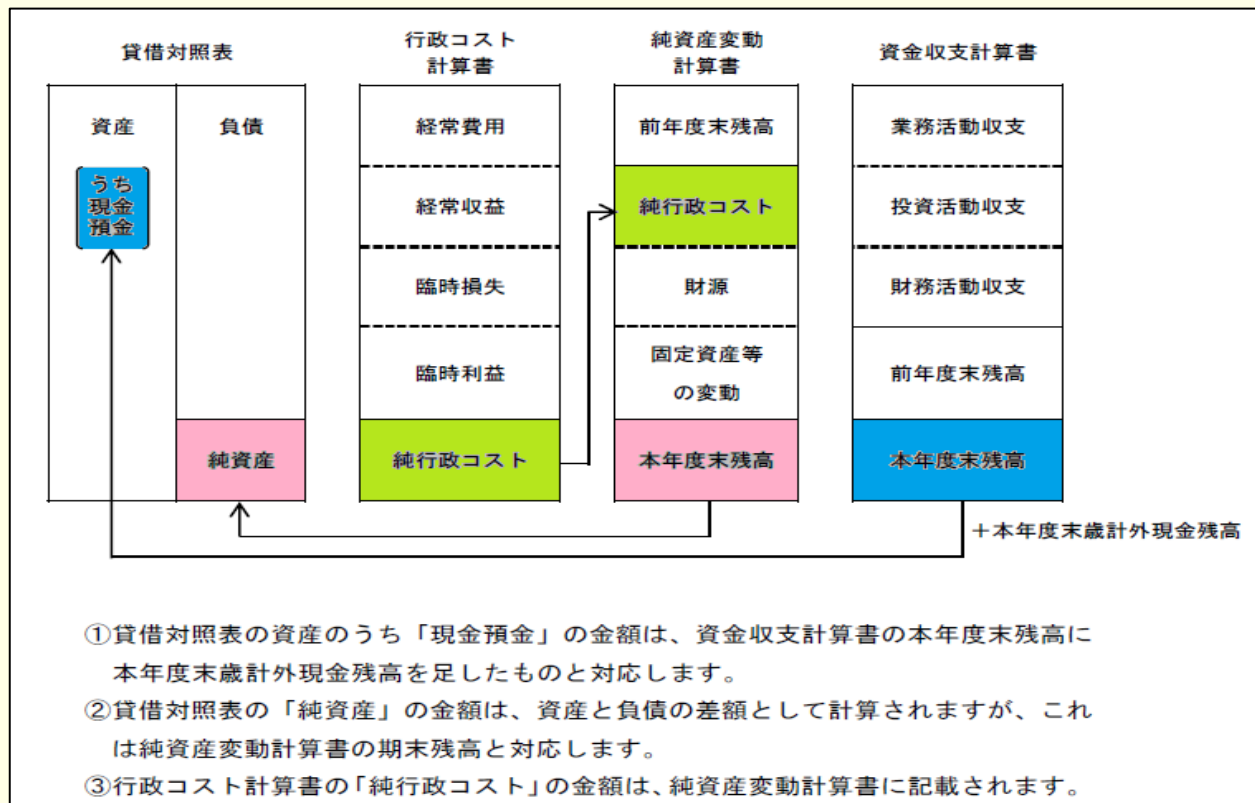 貸借対照表
行政コスト
計算書
純資産変動
計算書
資金収支計算書
資産
負債
経常費用
前年度末残高
業務活動収支
うち
現金
預金
経常収益
純行政コスト
投資活動収支
臨時損失
財源
財務活動収支
臨時利益
固定資産等
の変動
前年度末残高
純資産
純行政コスト
本年度末残高
本年度末残高
＋本年度末歳計外現金残高
①貸借対照表の資産のうち「現金預金」の金額は、資金収支計算書の本年度末残高に
本年度末歳計外現金残高を足したものと対応します。
②貸借対照表の「純資産」の金額は、資産と負債の差額として計算されますが、これ
は純資産変動計算書の期末残高と対応します。
③行政コスト計算書の「純行政コスト」の金額は、純資産変動計算書に記載されます。